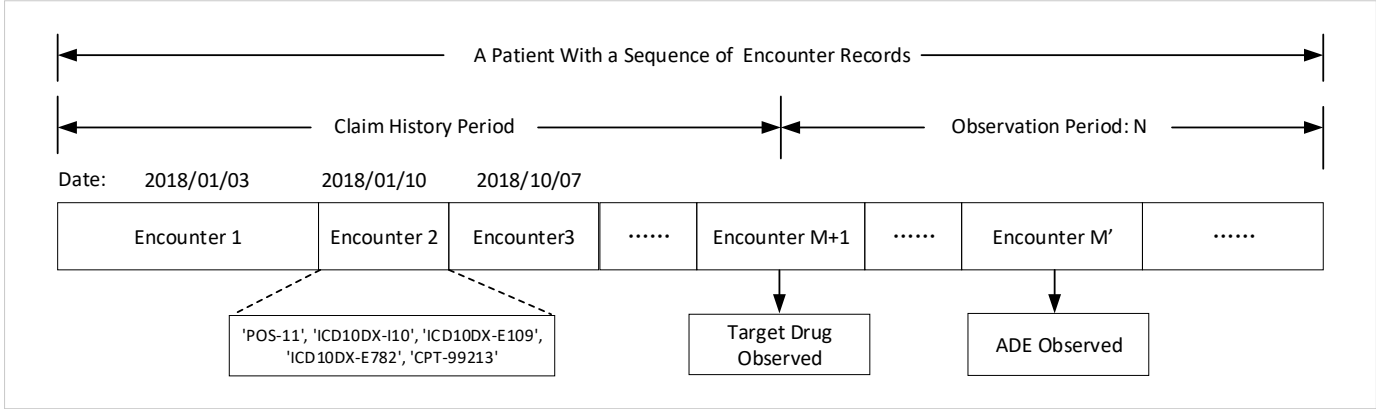 A Patient With a Sequence of Encounter Records
Claim History Period
Observation Period: N
Date: 2018/01/03 2018/01/10 2018/10/07
Encounter 1 Encounter 2 Encounter3 ...... Encounter M+1 ...... Encounter M’ ......
'POS-11', 'ICD10DX-I10', 'ICD10DX-E109',
'ICD10DX-E782', 'CPT-99213'
Target Drug
Observed
ADE Observed